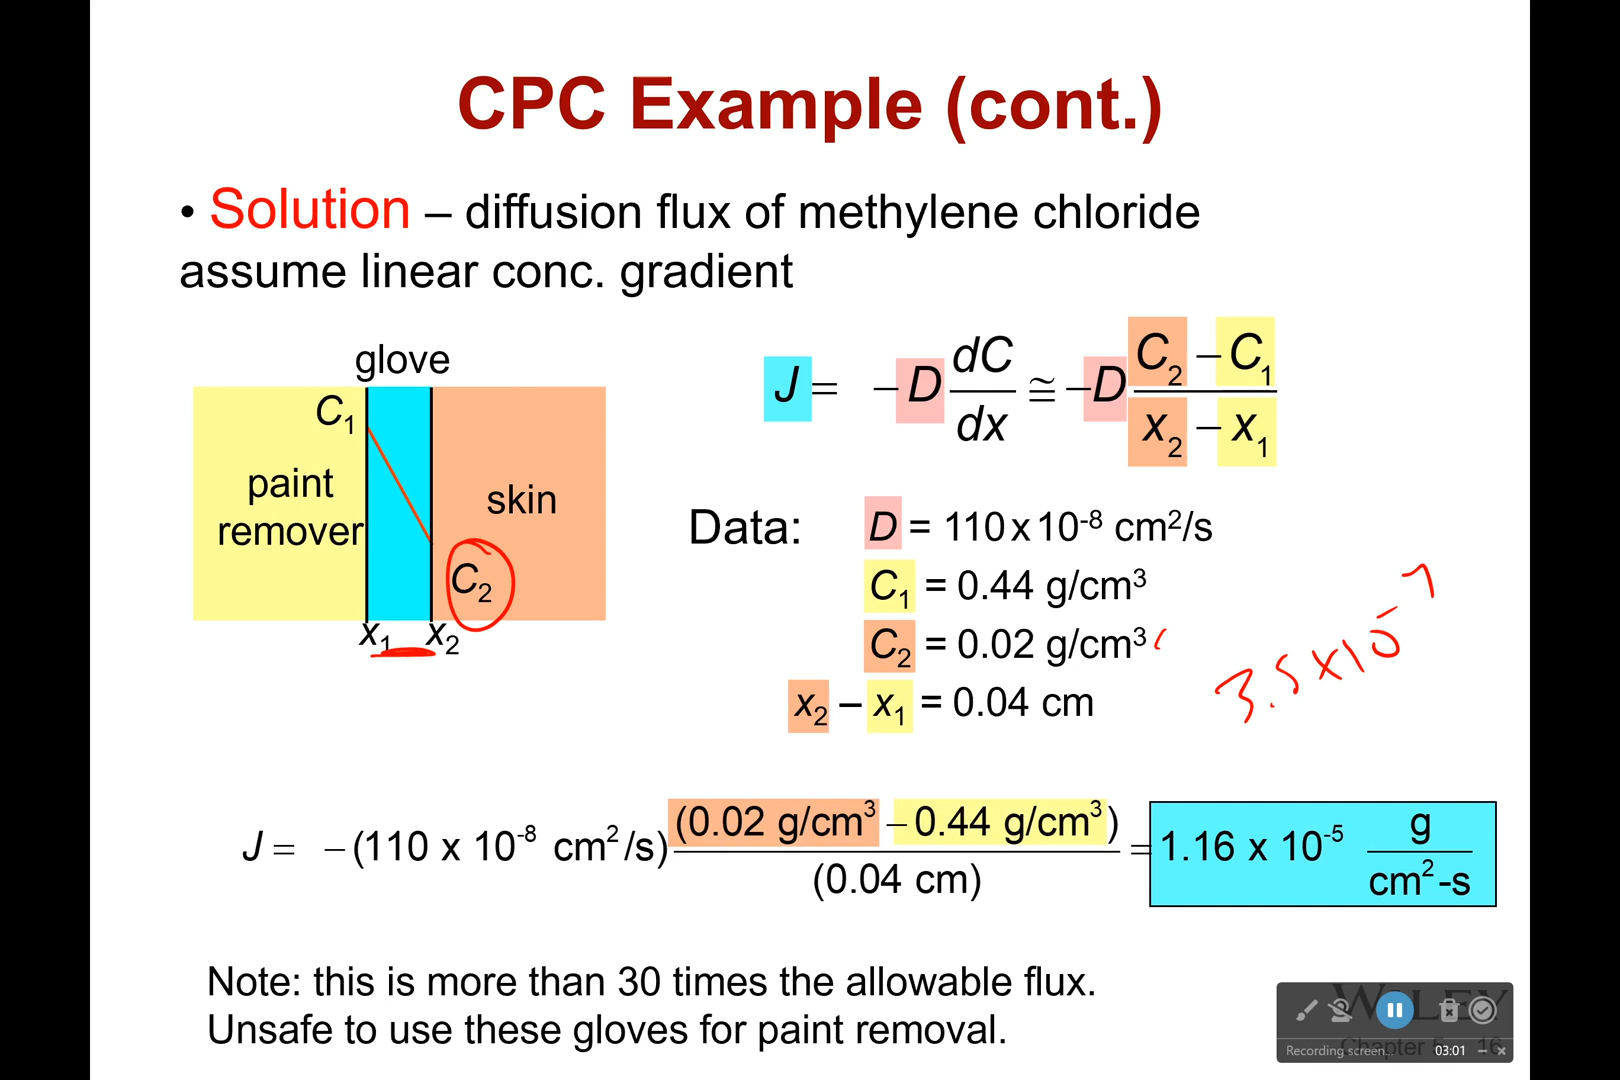 CPC Example (cont.)
• Solution – diffusion flux of methylene chloride
assume linear conc. gradient
glove
C1
paint
remover
skin
C2
x1 x2
J = −D dC/dx ≅ −D C2 − C1 / x2 − x1
Data: D = 110 x 10⁻⁸ cm²/s
C1 = 0.44 g/cm³
C2 = 0.02 g/cm³
x2 – x1 = 0.04 cm
3.5x10⁻⁷
J = −(110 x 10⁻⁸ cm²/s) (0.02 g/cm³ − 0.44 g/cm³) / (0.04 cm) = 1.16 x 10⁻⁵ g / cm²-s
Note: this is more than 30 times the allowable flux.
Unsafe to use these gloves for paint removal.
WILEY
Chapter 16
Recording screen... 03:01